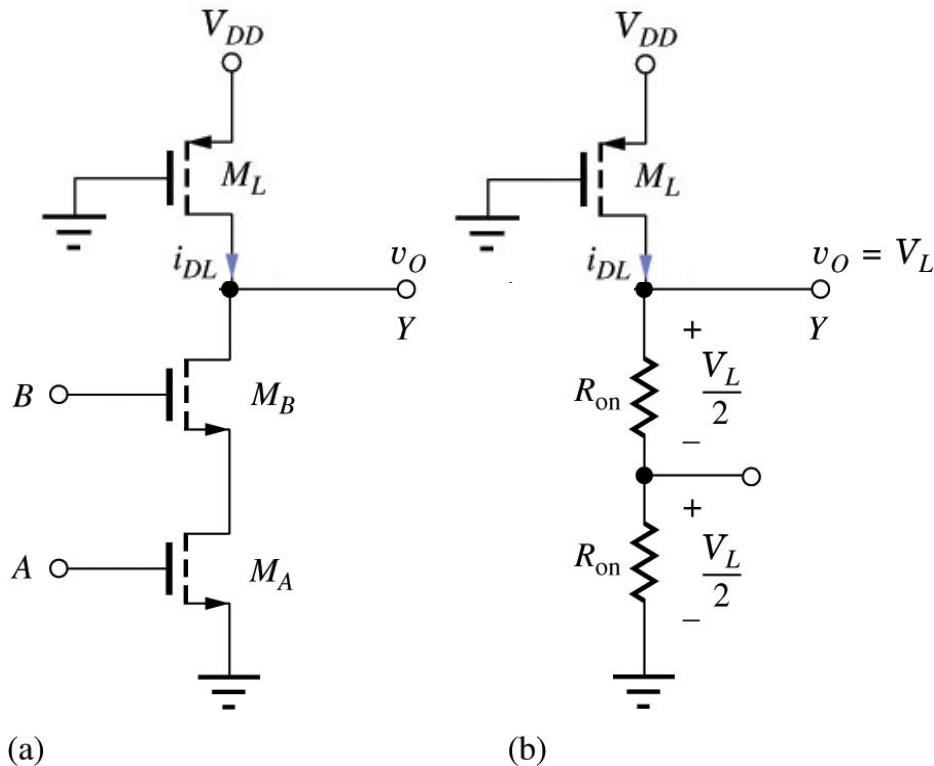 V_DD
M_L
i_DL
v_O
Y
B
M_B
A
M_A
(a)
V_DD
M_L
i_DL
v_O = V_L
Y
+
R_on
V_L
2
–
+
R_on
V_L
2
–
(b)